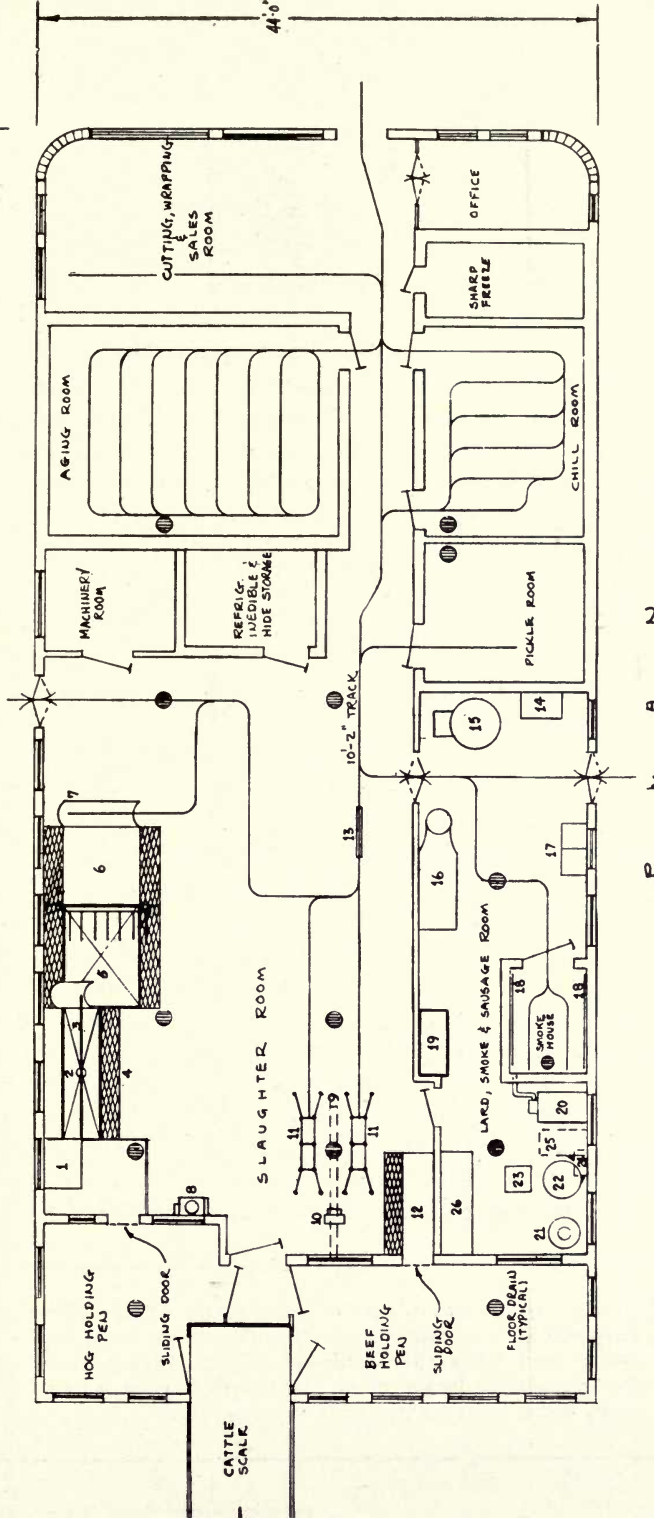 44'0"
CUTTING, WRAPPING
&
SALES
ROOM
OFFICE
SHARP
FREEZE
AGING ROOM
CHILL ROOM
MACHINERY
ROOM
REFRIG.
INEDIBLE &
HIDE STORAGE
PICKLE ROOM
10'-2" TRACK
14
15
7
6
13
16
17
5
3
2
4
SLAUGHTER ROOM
LARD, SMOKE & SAUSAGE ROOM
18
18
SMOKE
HOUSE
19
20
1
11
11
9
10
8
12
26
25
24
23
22
21
HOG HOLDING
PEN
SLIDING DOOR
BEEF
HOLDING
PEN
SLIDING
DOOR
FLOOR DRAIN
(TYPICAL)
CATTLE
SCALE